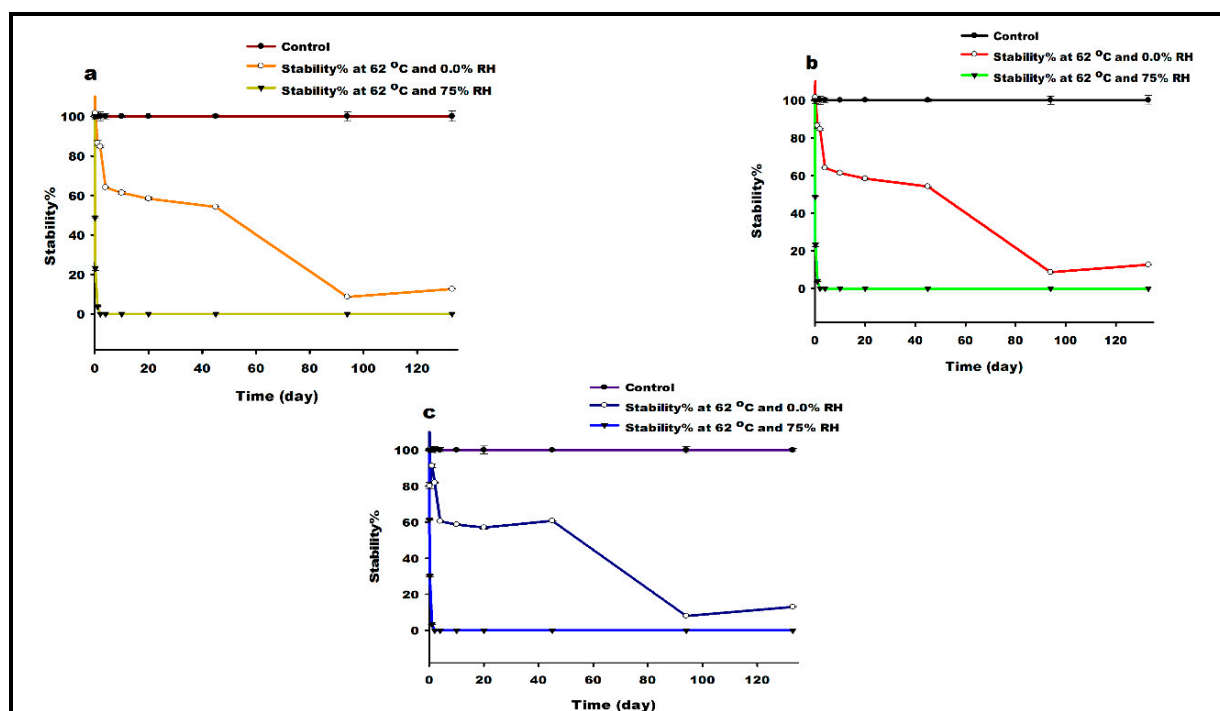 a
Control
Stability% at 62 °C and 0.0% RH
Stability% at 62 °C and 75% RH
Stability%
100
80
60
40
20
0
0 20 40 60 80 100 120
Time (day)
b
Control
Stability% at 62 °C and 0.0% RH
Stability% at 62 °C and 75% RH
Stability%
100
80
60
40
20
0
0 20 40 60 80 100 120
Time (day)
c
Control
Stability% at 62 °C and 0.0% RH
Stability% at 62 °C and 75% RH
Stability%
100
80
60
40
20
0
0 20 40 60 80 100 120
Time (day)